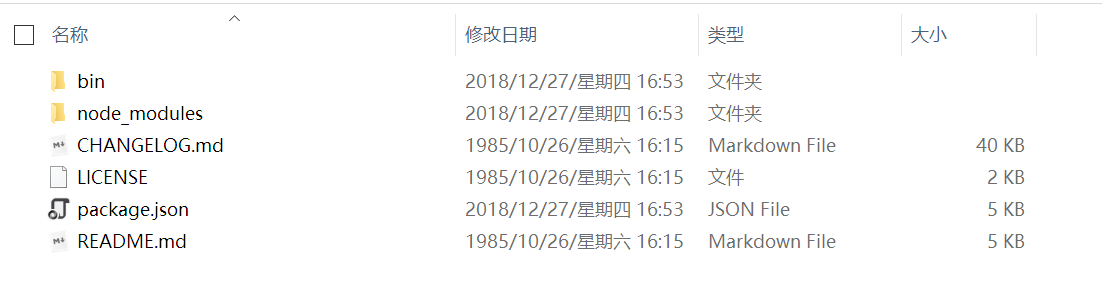 名称 修改日期 类型 大小
bin 2018/12/27/星期四 16:53 文件夹
node_modules 2018/12/27/星期四 16:53 文件夹
CHANGELOG.md 1985/10/26/星期六 16:15 Markdown File 40 KB
LICENSE 1985/10/26/星期六 16:15 文件 2 KB
package.json 2018/12/27/星期四 16:53 JSON File 5 KB
README.md 1985/10/26/星期六 16:15 Markdown File 5 KB